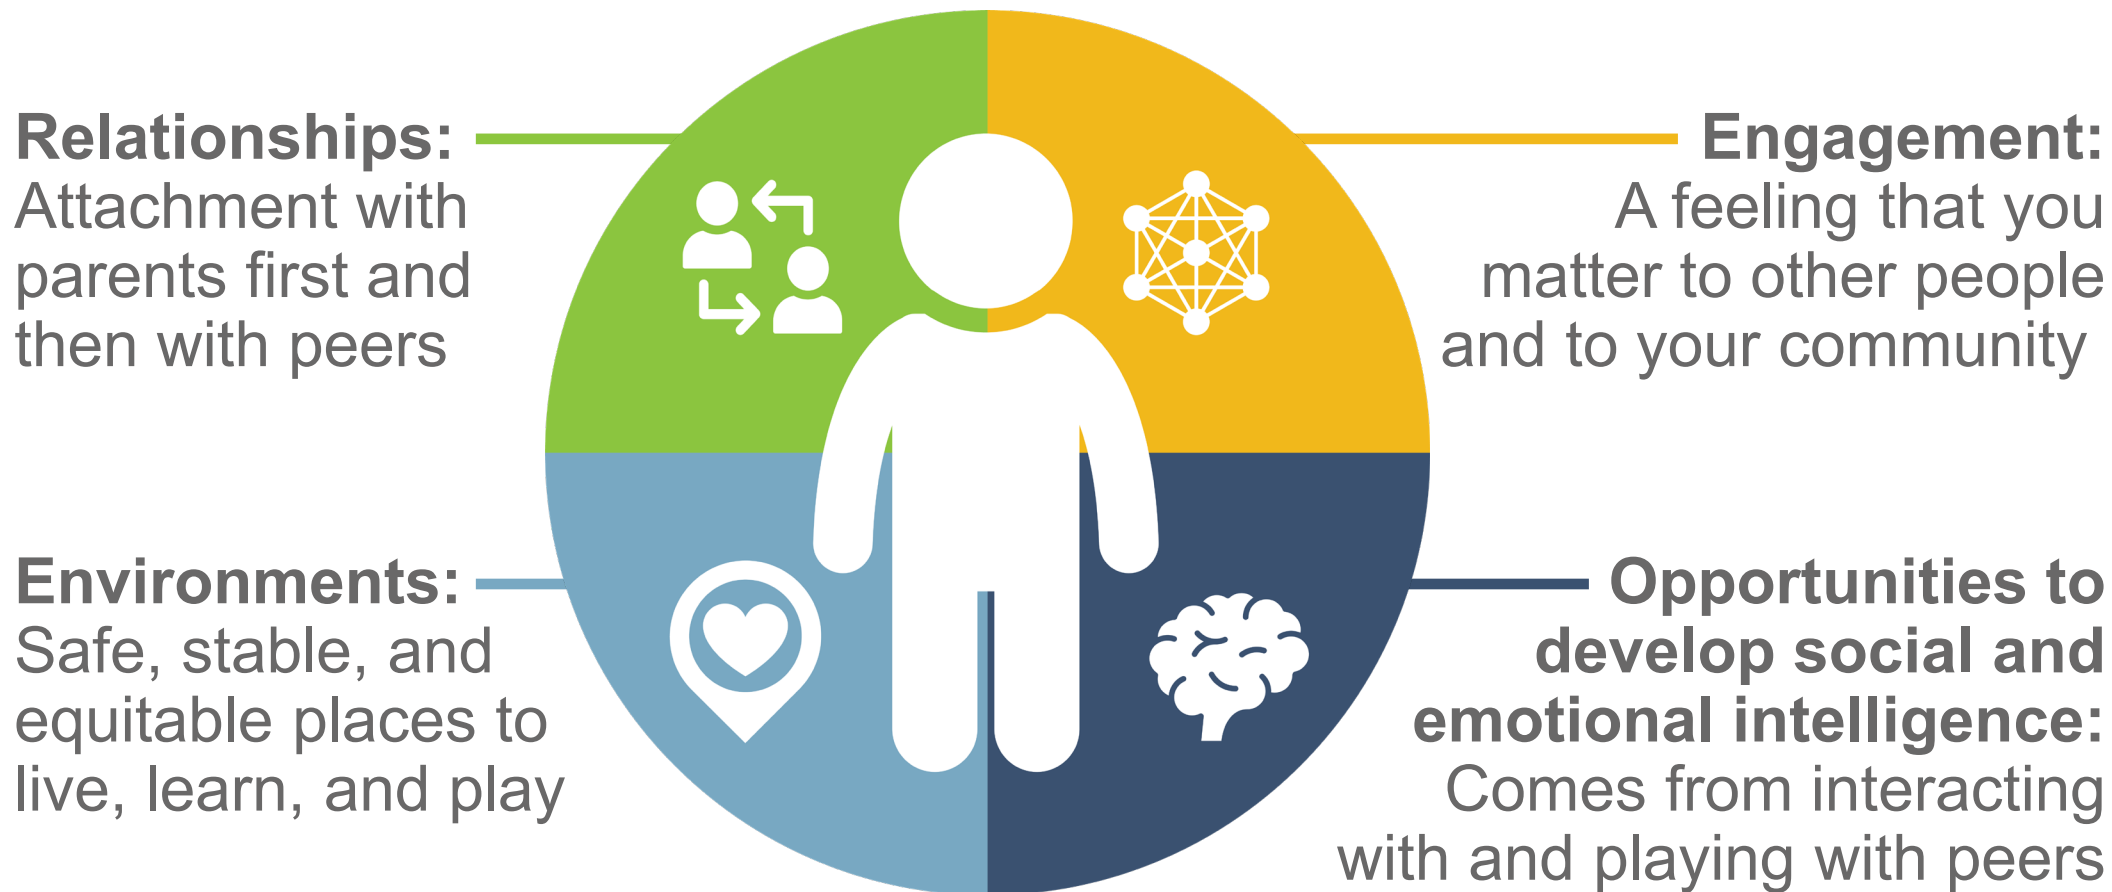 Relationships:
Attachment with
parents first and
then with peers
Engagement:
A feeling that you
matter to other people
and to your community
Environments:
Safe, stable, and
equitable places to
live, learn, and play
Opportunities to
develop social and
emotional intelligence:
Comes from interacting
with and playing with peers